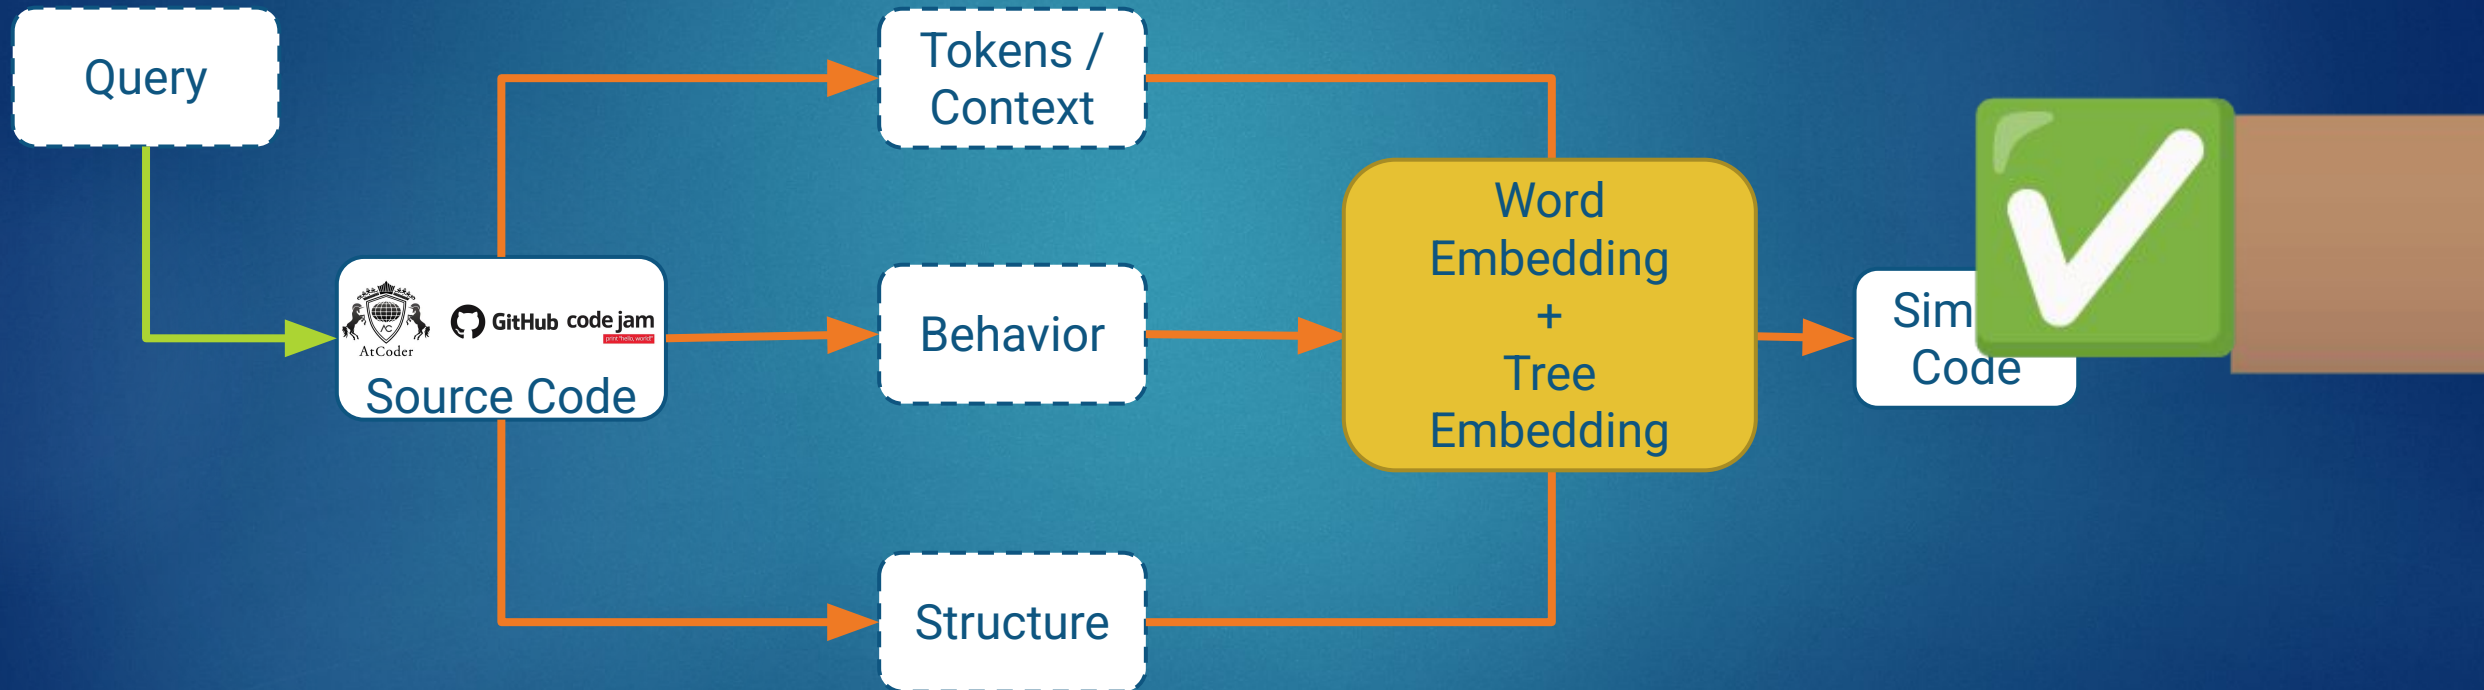 Query
Tokens /
Context
AtCoder
GitHub
code jam
print "hello, world!"
Source Code
Behavior
Structure
Word
Embedding
+
Tree
Embedding
Code